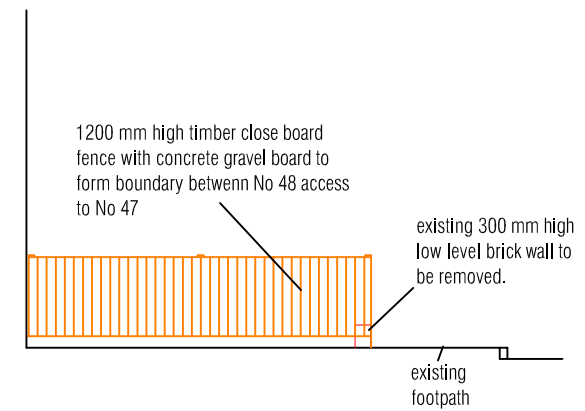 1200 mm high timber close board
fence with concrete gravel board to
form boundary betwenn No 48 access
to No 47
existing 300 mm high
low level brick wall to
be removed.
existing
footpath